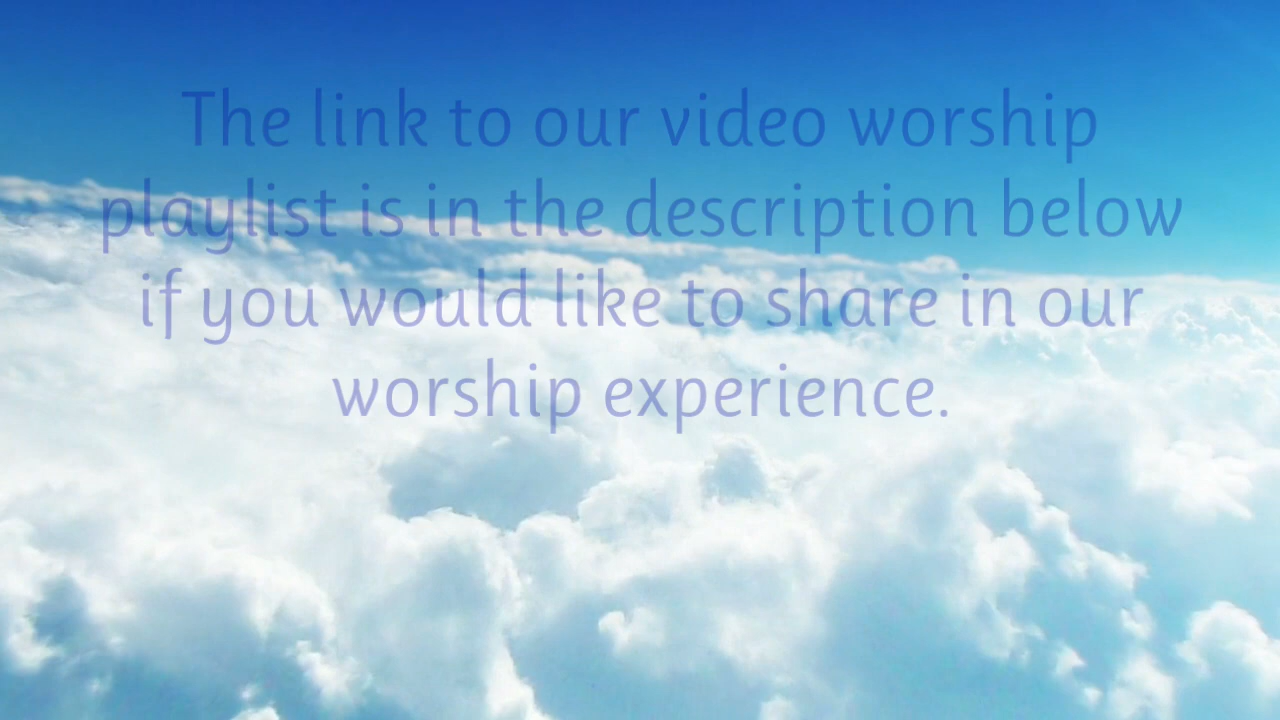 The link to our video worship
playlist is in the description below
if you would like to share in our
worship experience.